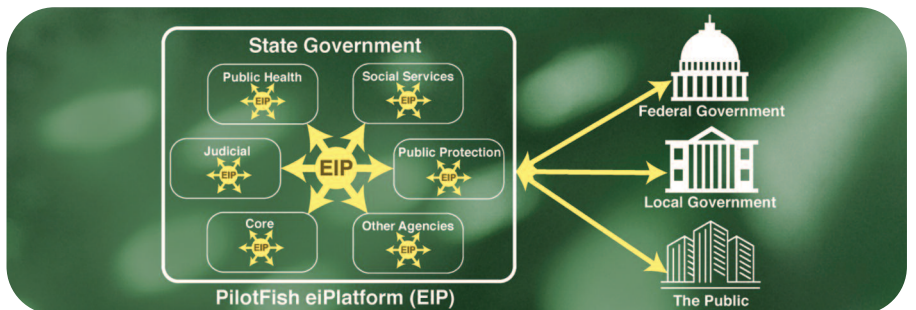 State Government
Public Health
EIP
Social Services
EIP
Judicial
EIP
EIP
Public Protection
EIP
Core
EIP
Other Agencies
EIP
PilotFish eiPlatform (EIP)
Federal Government
Local Government
The Public